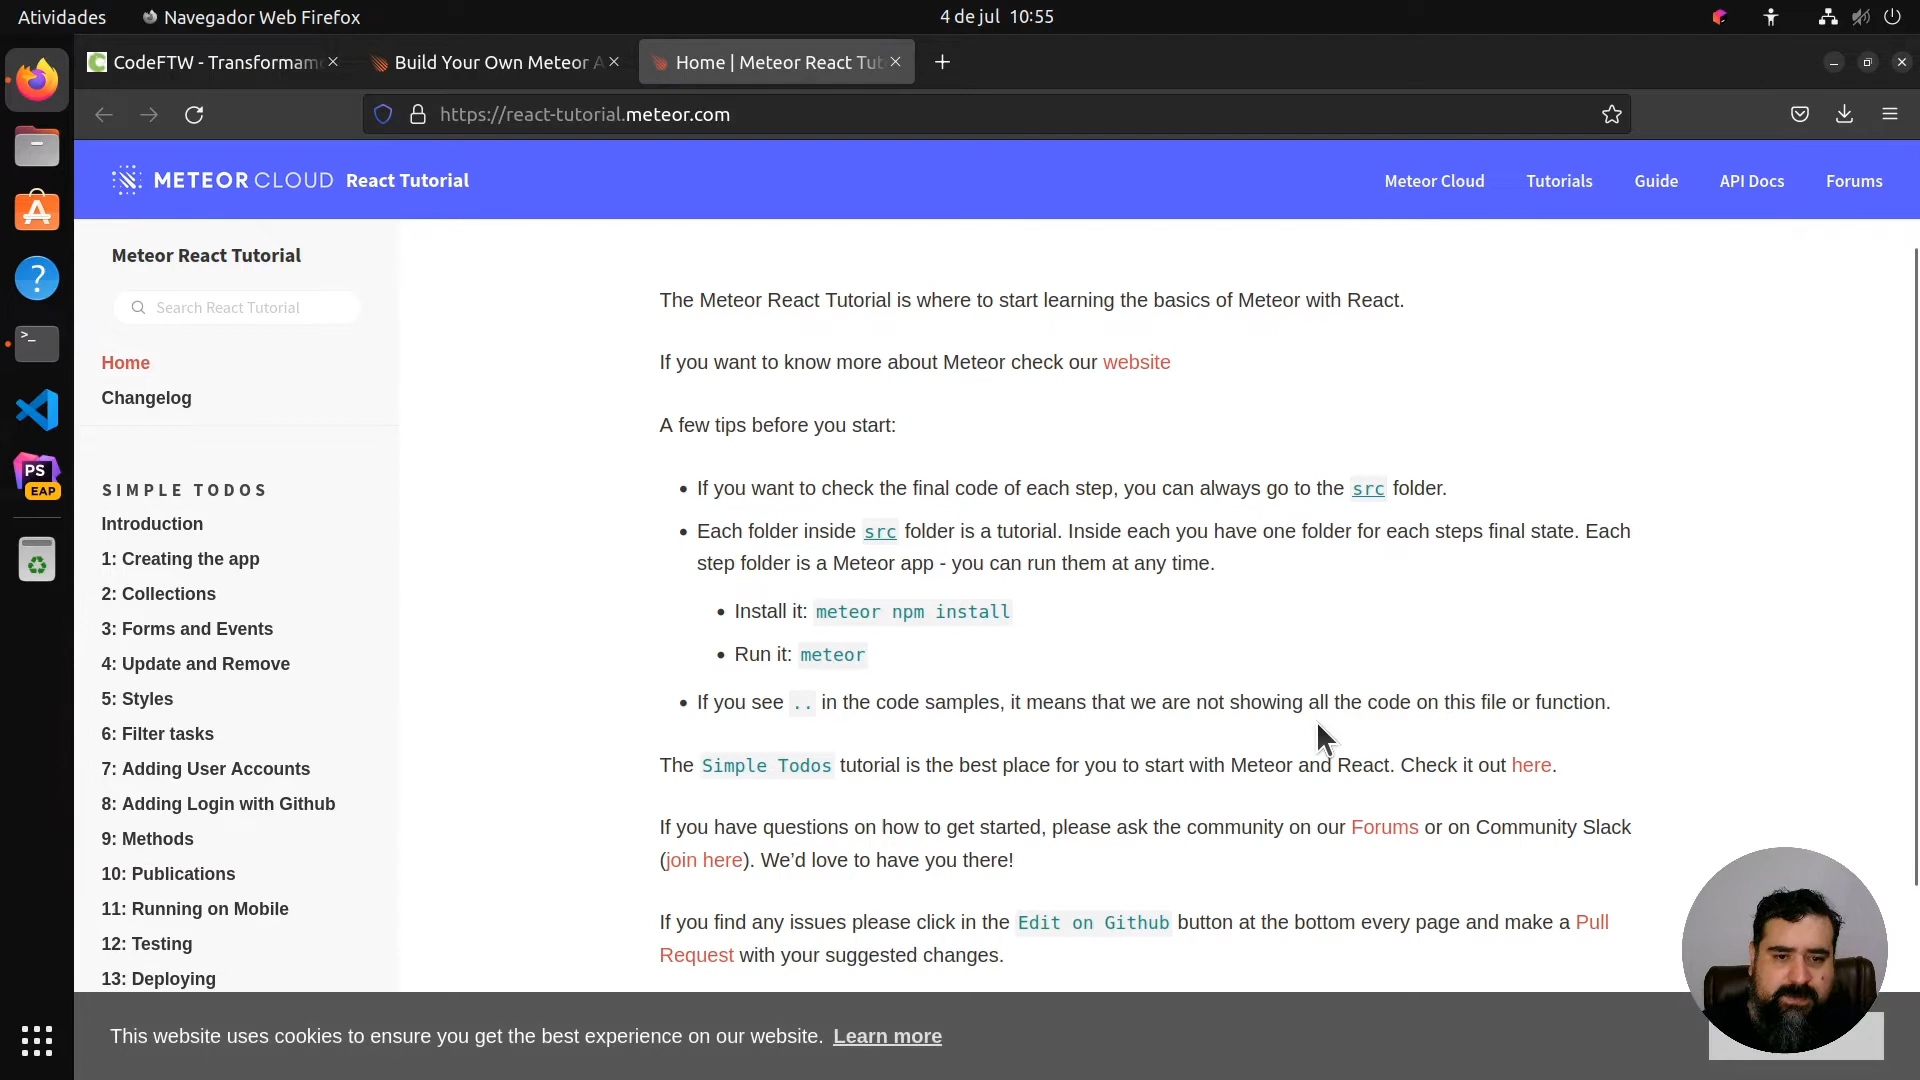 Atividades
Navegador Web Firefox
4 de jul 10:55
CodeFTW - Transformam
Build Your Own Meteor A
Home | Meteor React Tut
https://react-tutorial.meteor.com
METEOR CLOUD React Tutorial
Meteor Cloud
Tutorials
Guide
API Docs
Forums
Meteor React Tutorial
Search React Tutorial
Home
Changelog
SIMPLE TODOS
Introduction
1: Creating the app
2: Collections
3: Forms and Events
4: Update and Remove
5: Styles
6: Filter tasks
7: Adding User Accounts
8: Adding Login with Github
9: Methods
10: Publications
11: Running on Mobile
12: Testing
13: Deploying
The Meteor React Tutorial is where to start learning the basics of Meteor with React.
If you want to know more about Meteor check our website
A few tips before you start:
If you want to check the final code of each step, you can always go to the src folder.
Each folder inside src folder is a tutorial. Inside each you have one folder for each steps final state. Each
step folder is a Meteor app - you can run them at any time.
Install it: meteor npm install
Run it: meteor
If you see .. in the code samples, it means that we are not showing all the code on this file or function.
The Simple Todos tutorial is the best place for you to start with Meteor and React. Check it out here.
If you have questions on how to get started, please ask the community on our Forums or on Community Slack
(join here). We’d love to have you there!
If you find any issues please click in the Edit on Github button at the bottom every page and make a Pull
Request with your suggested changes.
This website uses cookies to ensure you get the best experience on our website. Learn more
PS
EAP